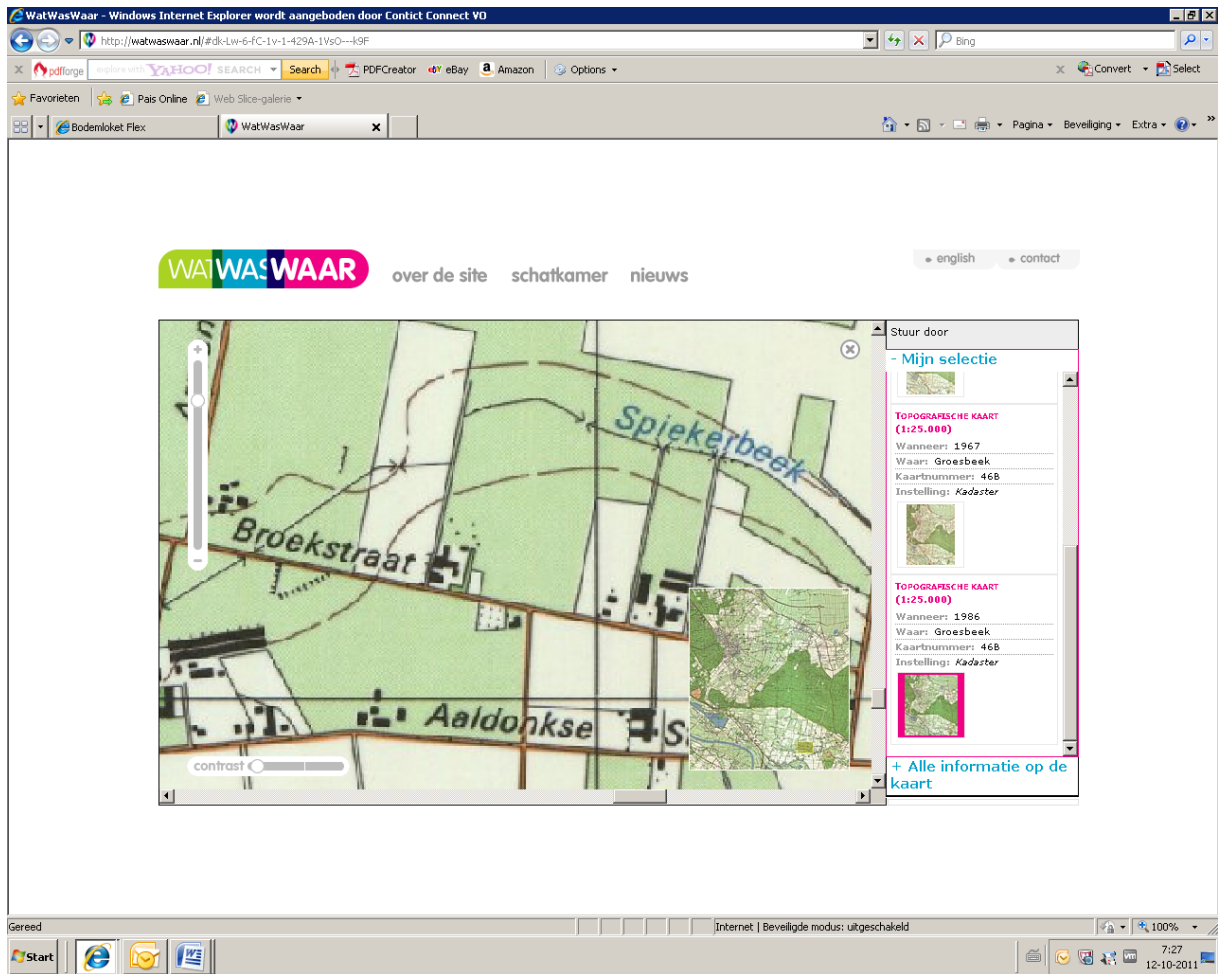 WatWasWaar - Windows Internet Explorer wordt aangeboden door Contict Connect VO
http://watwaswaar.nl/#dk-Lw-6-fC-1v-1-429A-1VsO---k9F
Bing
x pdfforge explore with YAHOO! SEARCH Search PDFCreator eBay Amazon Options x Convert Select
Favorieten Pais Online Web Slice-galerie
Bodemloket Flex WatWasWaar Pagina Beveiliging Extra
WATWASWAAR over de site schatkamer nieuws english contact
Stuur door
- Mijn selectie
TOPOGRAFISCHE KAART
(1:25.000)
Wanneer: 1967
Waar: Groesbeek
Kaartnummer: 46B
Instelling: Kadaster
TOPOGRAFISCHE KAART
(1:25.000)
Wanneer: 1986
Waar: Groesbeek
Kaartnummer: 46B
Instelling: Kadaster
+ Alle informatie op de
kaart
Spiekerbeek
Broekstraat
Aaldonkse S
contrast
Gereed Internet | Beveiligde modus: uitgeschakeld 100%
Start 7:27
12-10-2011